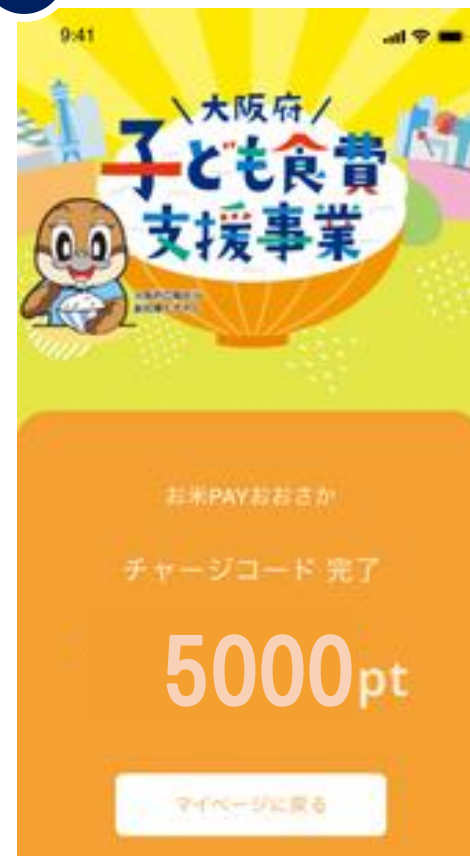 9:41
大阪府
子ども食費
支援事業
お米PAYおおさか
チャージコード 完了
5000pt
マイページに戻る